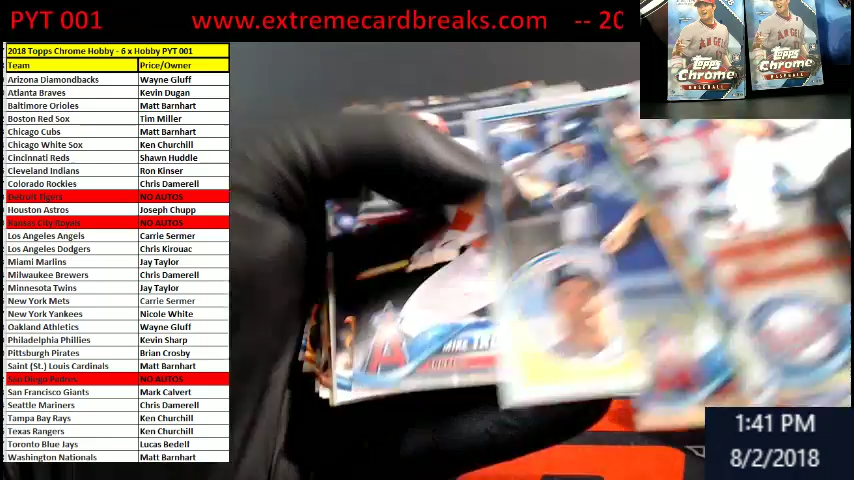 PYT 001 www.extremecardbreaks.com -- 20
2018 Topps Chrome Hobby - 6 x Hobby PYT 001
Team Price/Owner
Arizona Diamondbacks Wayne Gluff
Atlanta Braves Kevin Dugan
Baltimore Orioles Matt Barnhart
Boston Red Sox Tim Miller
Chicago Cubs Matt Barnhart
Chicago White Sox Ken Churchill
Cincinnati Reds Shawn Huddle
Cleveland Indians Ron Kinser
Colorado Rockies Chris Damerell
Detroit Tigers NO AUTOS
Houston Astros Joseph Chupp
Kansas City Royals NO AUTOS
Los Angeles Angels Carrie Sermer
Los Angeles Dodgers Chris Kirouac
Miami Marlins Jay Taylor
Milwaukee Brewers Chris Damerell
Minnesota Twins Jay Taylor
New York Mets Carrie Sermer
New York Yankees Nicole White
Oakland Athletics Wayne Gluff
Philadelphia Phillies Kevin Sharp
Pittsburgh Pirates Brian Crosby
Saint (St.) Louis Cardinals Matt Barnhart
San Diego Padres NO AUTOS
San Francisco Giants Mark Calvert
Seattle Mariners Chris Damerell
Tampa Bay Rays Ken Churchill
Texas Rangers Ken Churchill
Toronto Blue Jays Lucas Bedell
Washington Nationals Matt Barnhart
Topps Chrome BASEBALL
Topps Chrome BASEBALL
MIKE
1:41 PM
8/2/2018